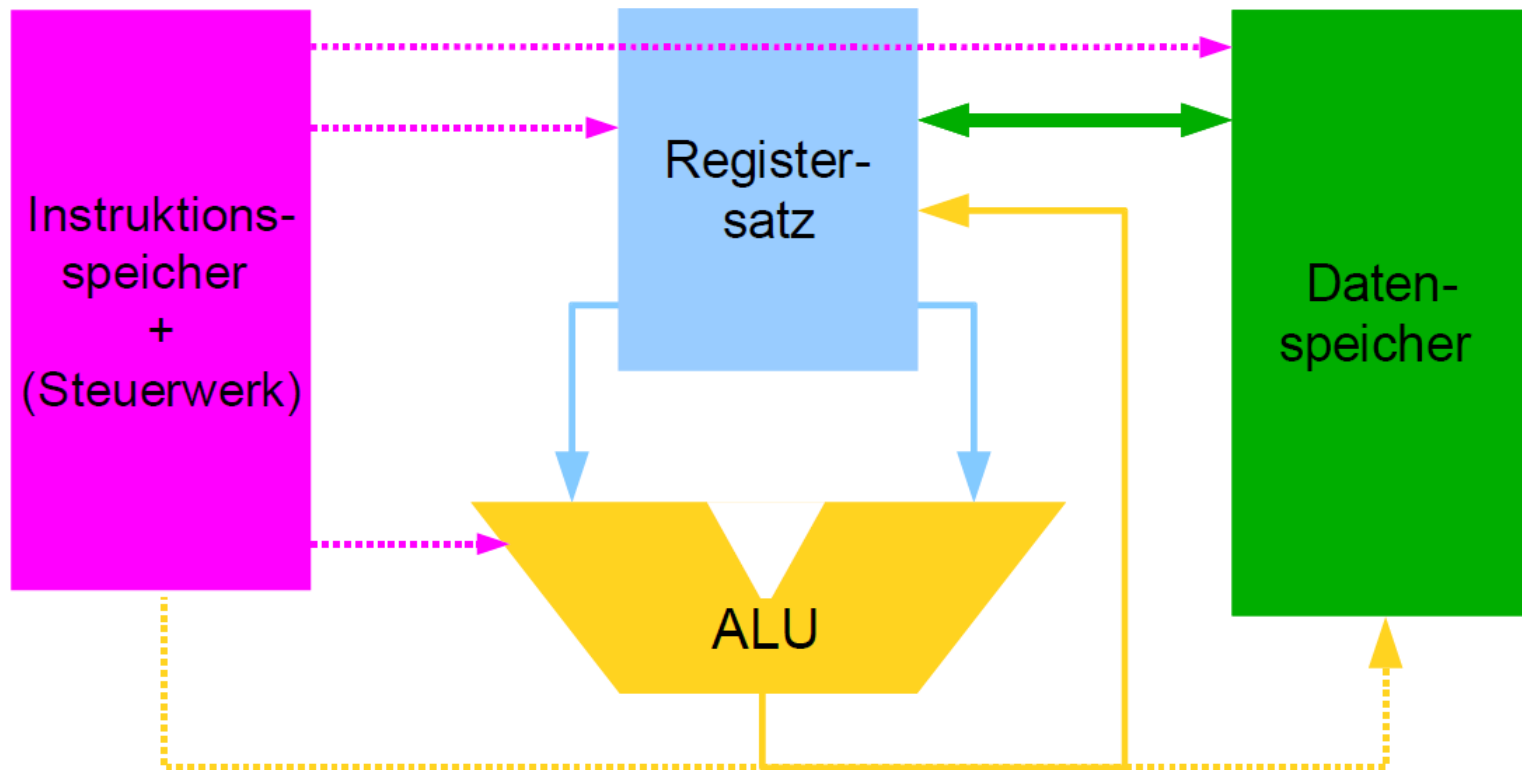 Instruktions-
speicher
+
(Steuerwerk)
Register-
satz
Daten-
speicher
ALU